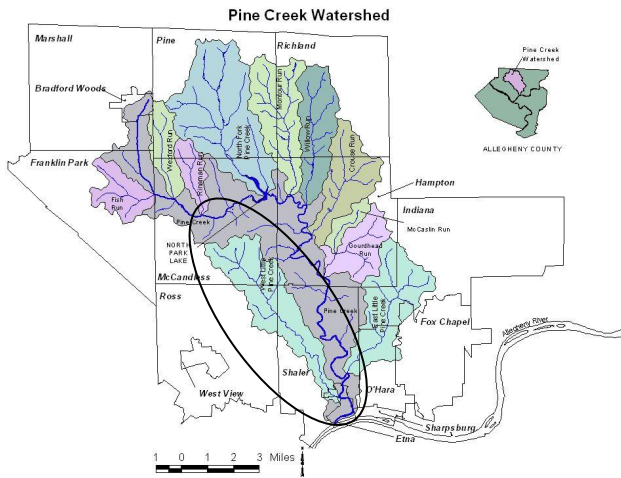 Pine Creek Watershed
Marshall
Pine
Richland
Pine Creek
Watershed
ALLEGHENY COUNTY
Bradford Woods
Wexford Run
North Fork
Pine Creek
Montour Run
Willow Run
Crouse Run
Franklin Park
Rinaman Run
Fish
Run
Pine Creek
Hampton
Indiana
McCaslin Run
Gourdhead
Run
NORTH
PARK
LAKE
McCandless
West Little
Pine Creek
Ross
Pine Creek
East Little
Pine Creek
Fox Chapel
Allegheny River
West View
Shaler
O'Hara
Sharpsburg
Etna
1 0 1 2 3 Miles